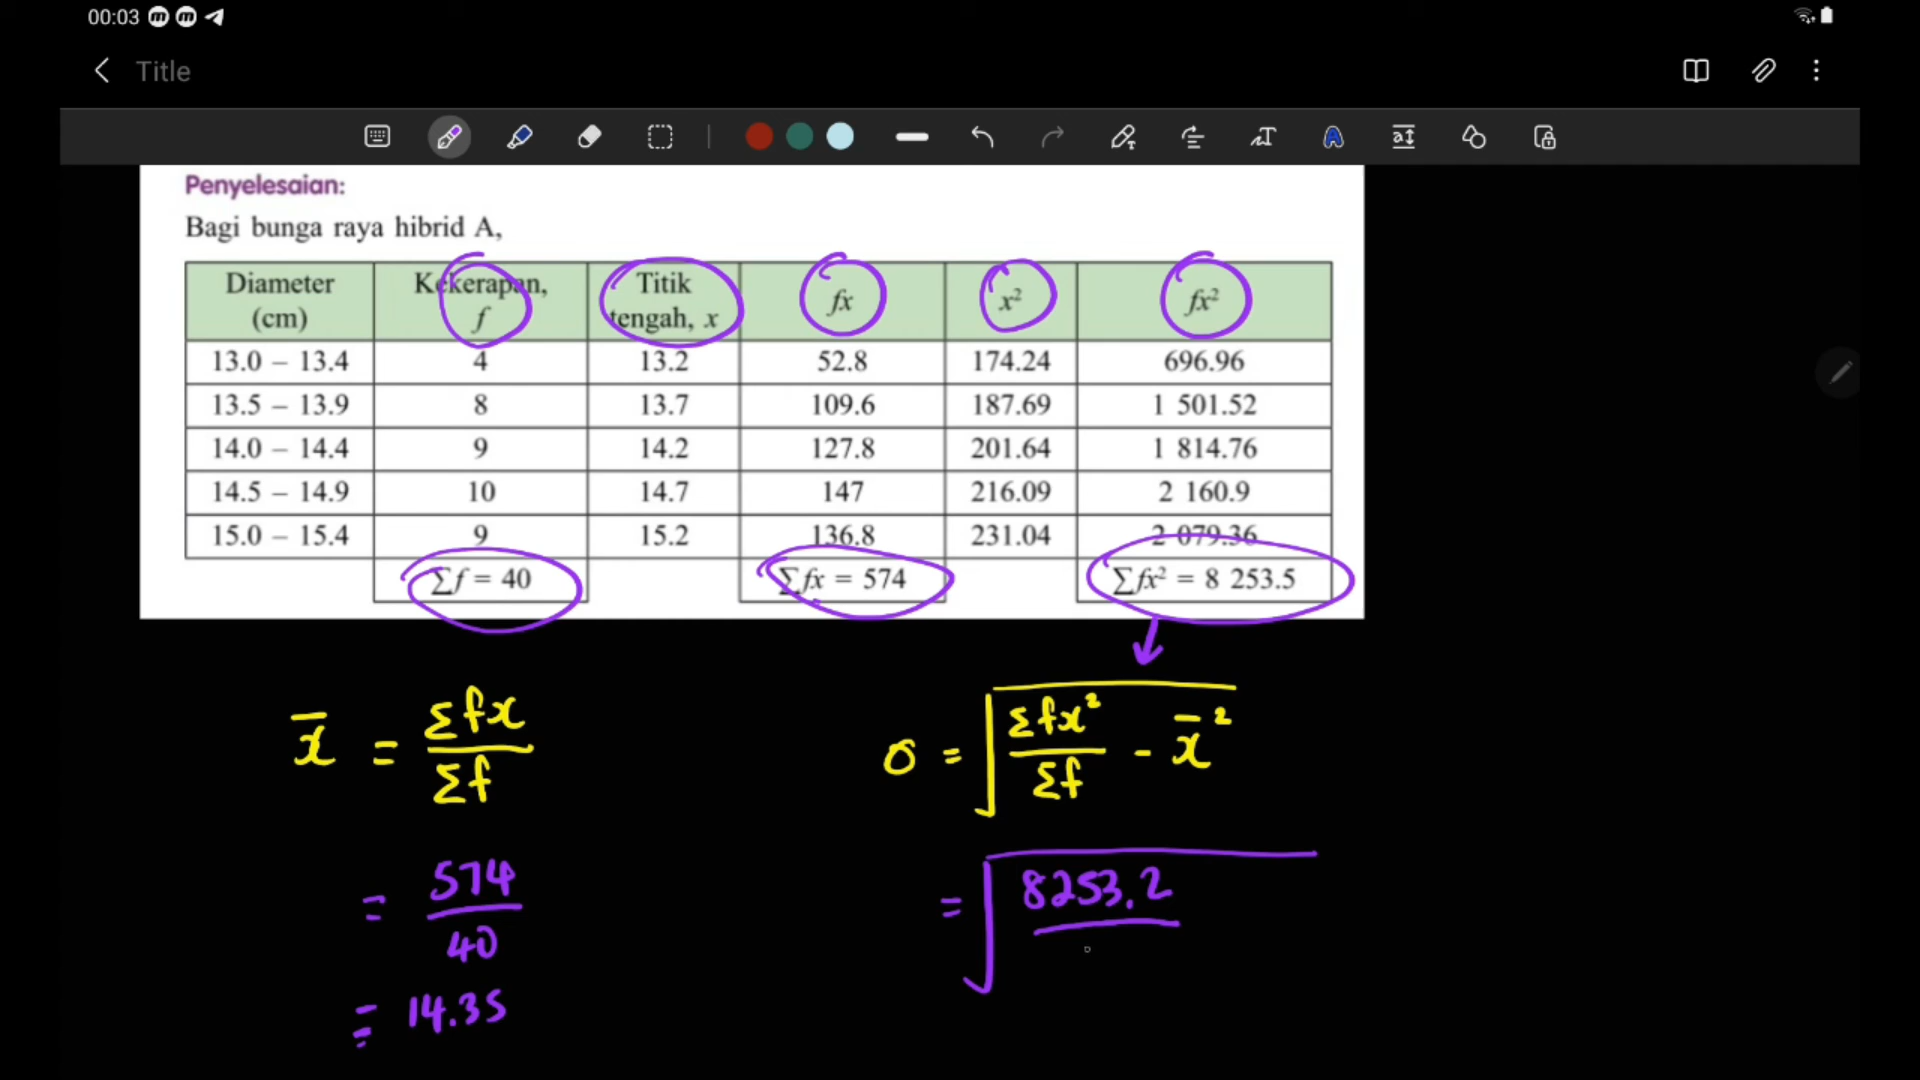 00:03
Title
Penyelesaian:
Bagi bunga raya hibrid A,
Diameter (cm) Kekerapan, f Titik tengah, x fx x² fx²
13.0 – 13.4 4 13.2 52.8 174.24 696.96
13.5 – 13.9 8 13.7 109.6 187.69 1 501.52
14.0 – 14.4 9 14.2 127.8 201.64 1 814.76
14.5 – 14.9 10 14.7 147 216.09 2 160.9
15.0 – 15.4 9 15.2 136.8 231.04 2 079.36
∑f = 40 ∑fx = 574 ∑fx² = 8 253.5
x̄ = Σfx / Σf
= 574 / 40
= 14.35
σ = √(Σfx² / Σf - x̄²)
= √ 8253.2